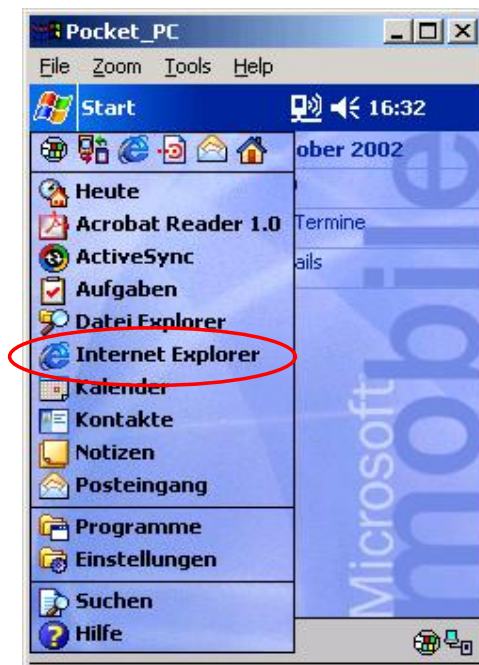 Pocket_PC
File Zoom Tools Help
Start 16:32
ober 2002
Heute
Acrobat Reader 1.0
Termine
ActiveSync
ails
Aufgaben
Datei Explorer
Internet Explorer
Kalender
Kontakte
Notizen
Posteingang
Programme
Einstellungen
Suchen
Hilfe
Microsoft
mobile